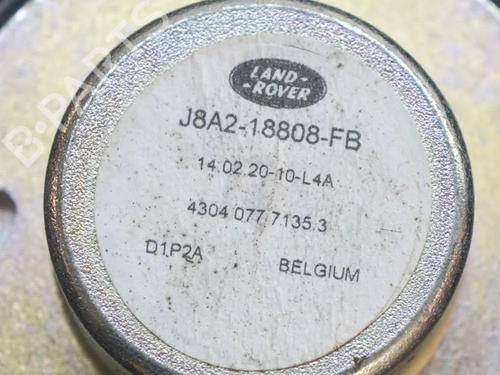 LAND-
-ROVER
J8A2-18808-FB
14.02.20-10-L4A
4304 077 7135.3
D1P2A BELGIUM
B-PARTS